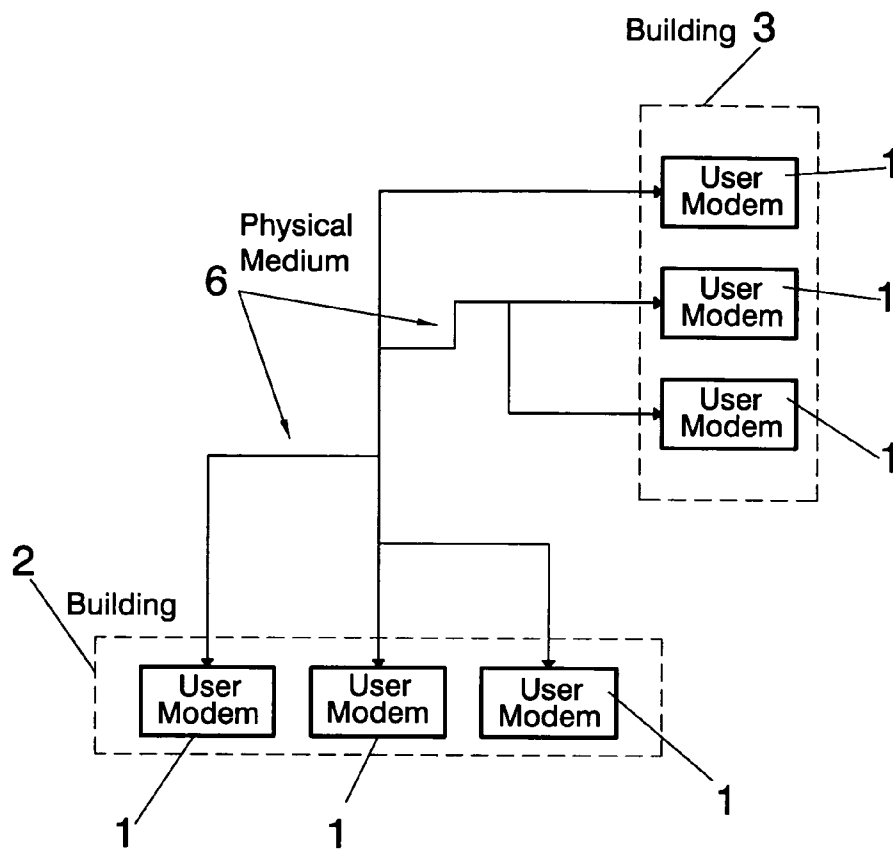 Building 3
User
Modem
1
Physical
Medium
6
User
Modem
1
User
Modem
1
2
Building
User
Modem
User
Modem
User
Modem
1
1
1